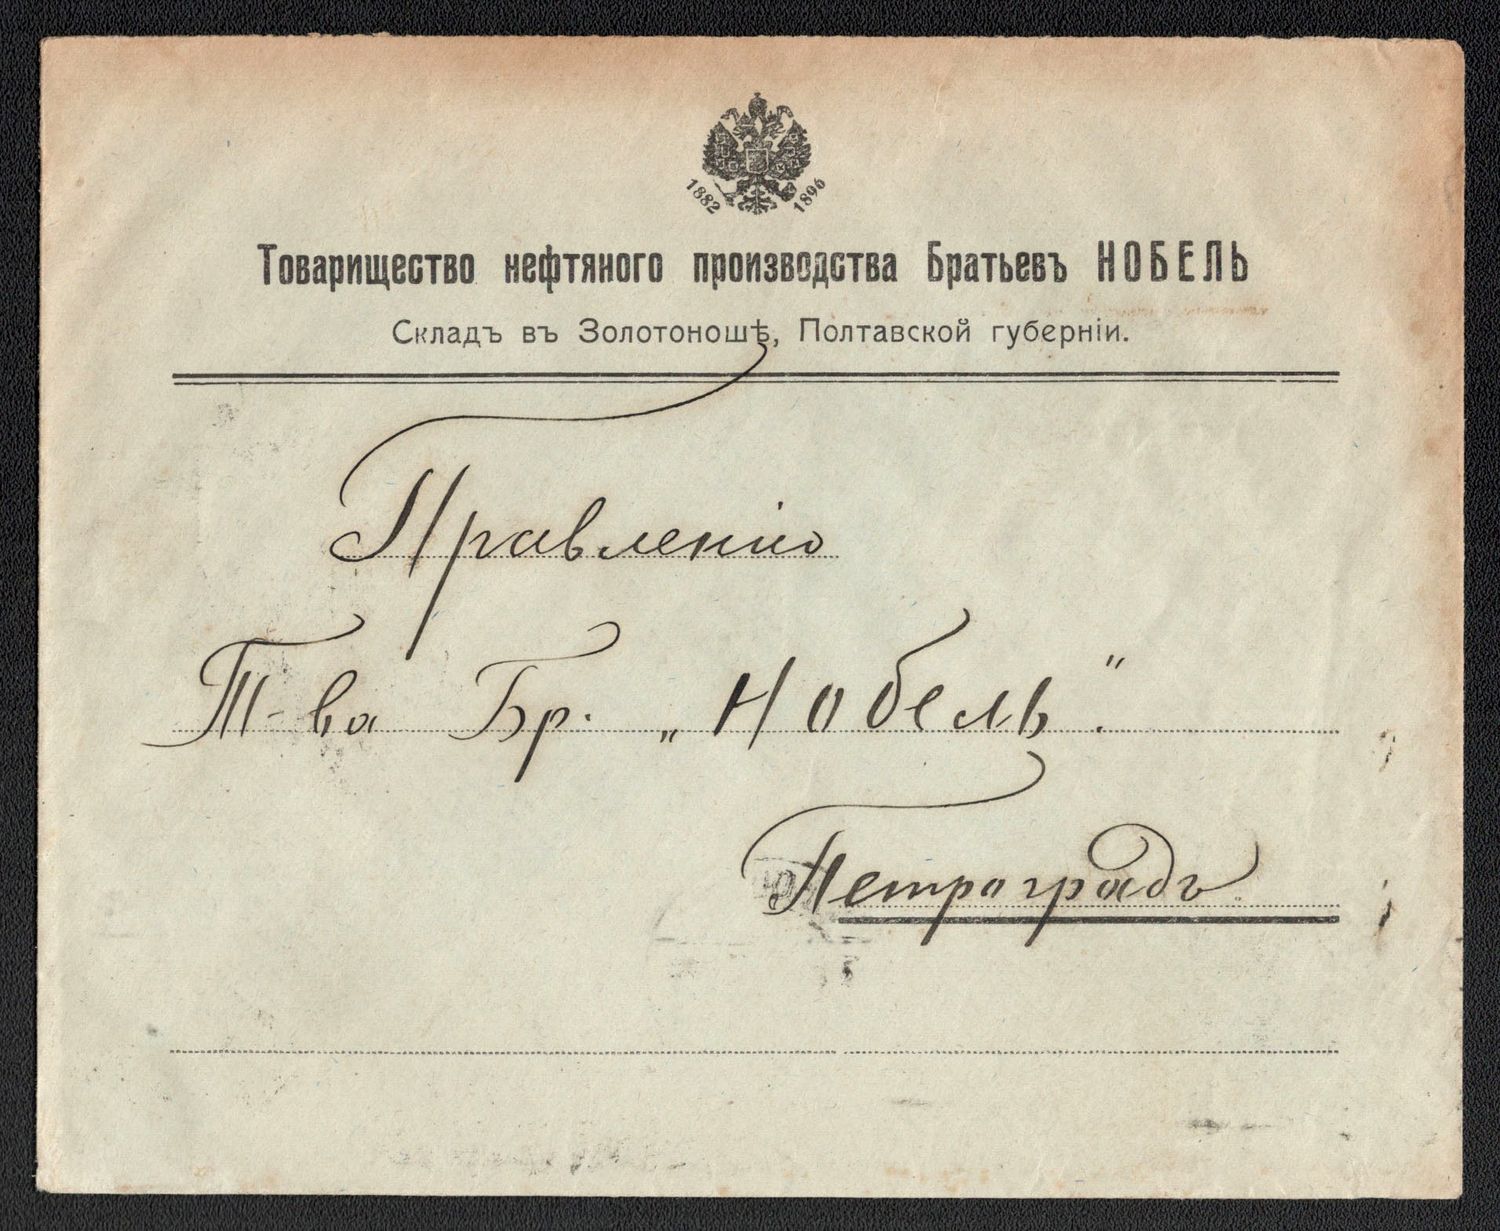 1882 1896
Товарищество нефтяного производства Братьевъ НОБЕЛЬ
Складъ въ Золотоношѣ, Полтавской губерніи.
Правленію
Т-ва Бр. „Нобель".
Петроградъ